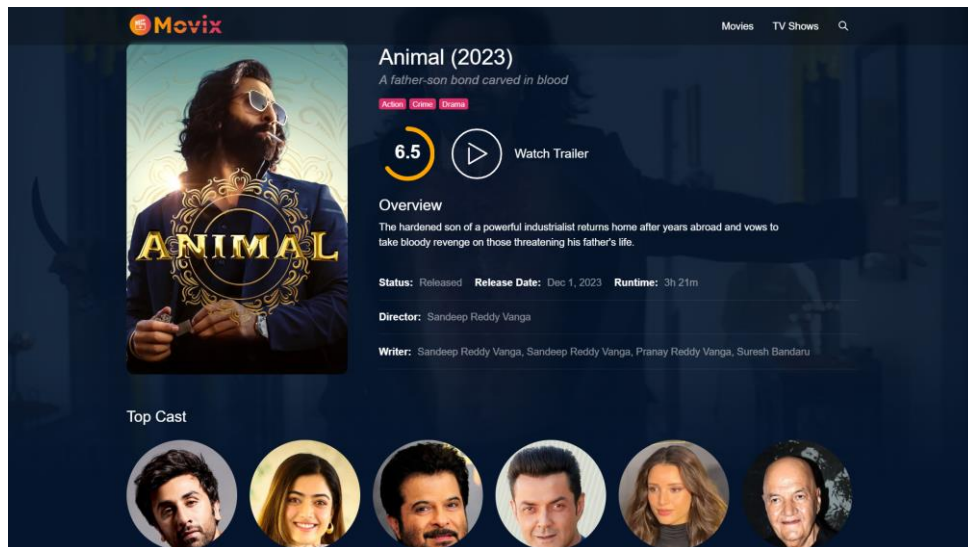 Movix
Movies TV Shows
Animal (2023)
A father-son bond carved in blood
Action Crime Drama
6.5 Watch Trailer
Overview
The hardened son of a powerful industrialist returns home after years abroad and vows to
take bloody revenge on those threatening his father's life.
Status: Released Release Date: Dec 1, 2023 Runtime: 3h 21m
Director: Sandeep Reddy Vanga
Writer: Sandeep Reddy Vanga, Sandeep Reddy Vanga, Pranay Reddy Vanga, Suresh Bandaru
ANIMAL
Top Cast